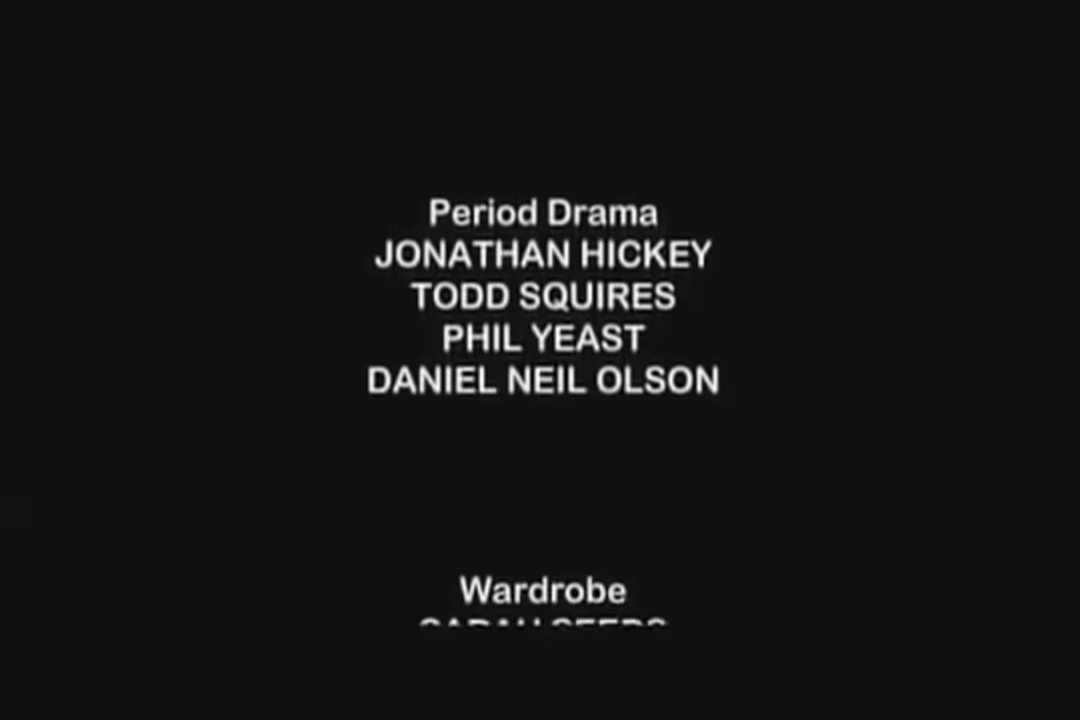 Period Drama
JONATHAN HICKEY
TODD SQUIRES
PHIL YEAST
DANIEL NEIL OLSON
Wardrobe